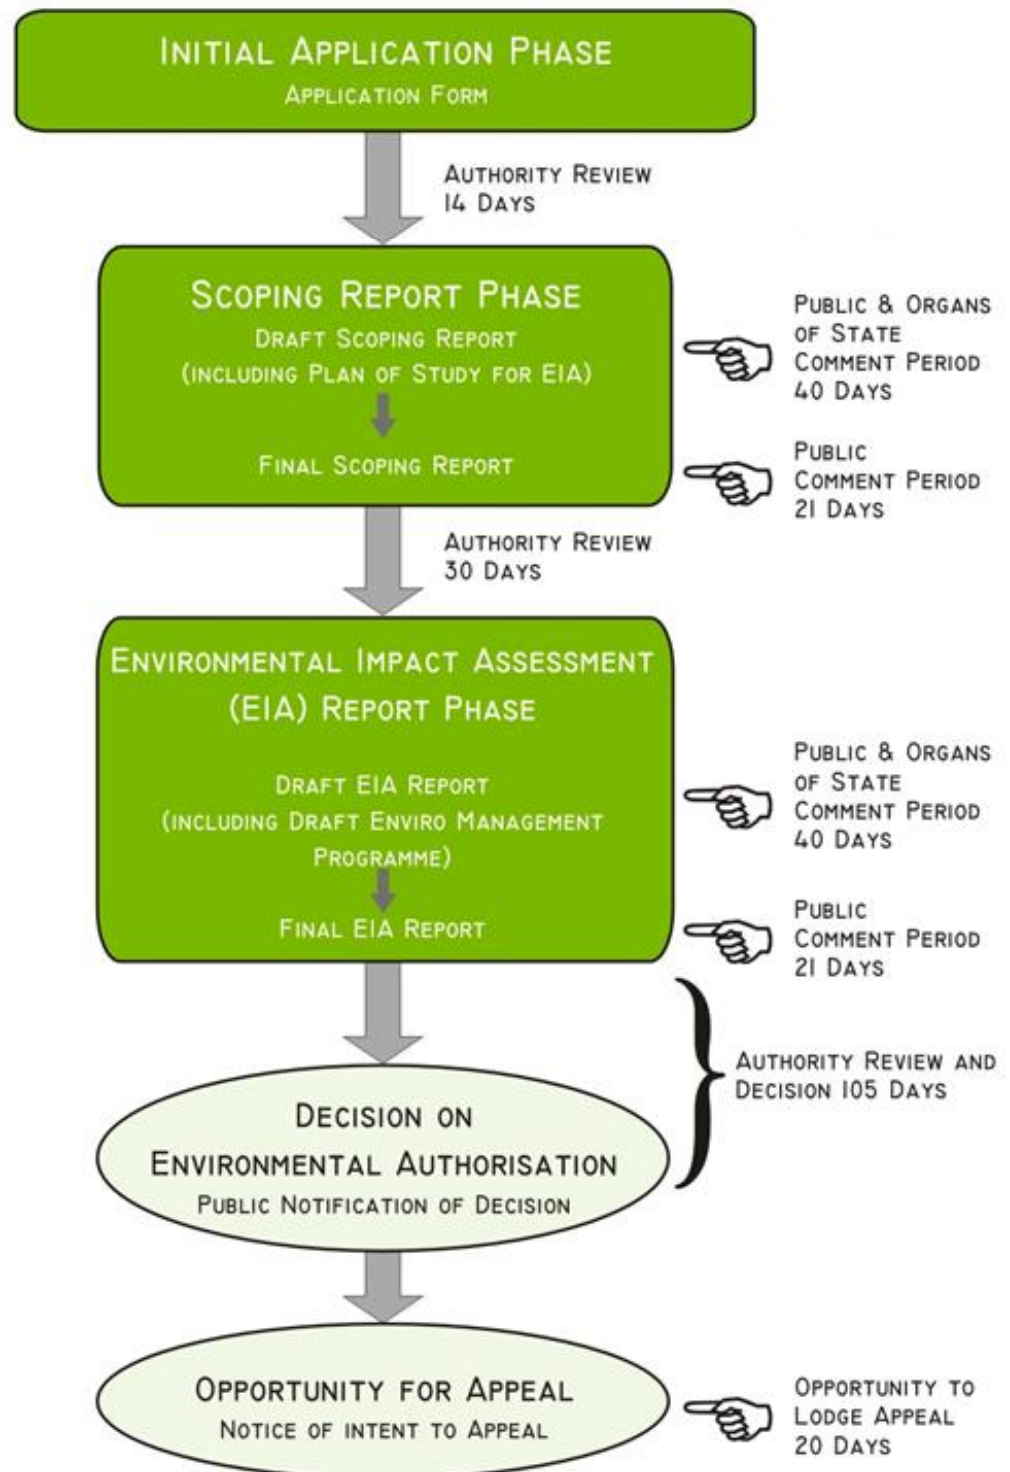 Initial Application Phase
Application Form
Authority Review
14 Days
Scoping Report Phase
Draft Scoping Report
(including Plan of Study for EIA)
Final Scoping Report
Public & Organs
of State
Comment Period
40 Days
Public
Comment Period
21 Days
Authority Review
30 Days
Environmental Impact Assessment
(EIA) Report Phase
Draft EIA Report
(including Draft Enviro Management
Programme)
Final EIA Report
Public & Organs
of State
Comment Period
40 Days
Public
Comment Period
21 Days
Authority Review and
Decision 105 Days
Decision on
Environmental Authorisation
Public Notification of Decision
Opportunity for Appeal
Notice of intent to Appeal
Opportunity to
Lodge Appeal
20 Days